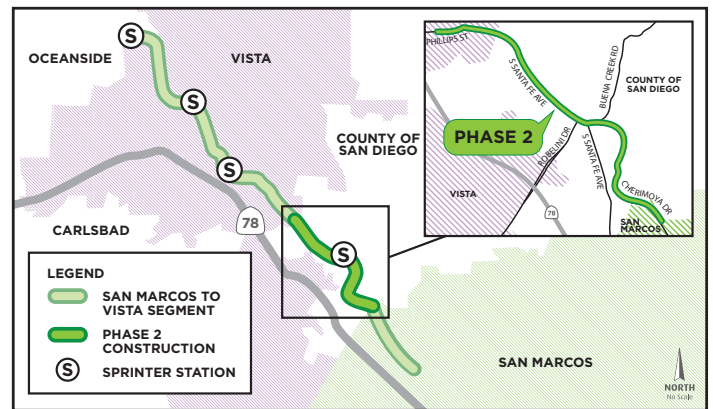 S
OCEANSIDE
VISTA
S
COUNTY OF
SAN DIEGO
S
CARLSBAD
78
S
SAN MARCOS
LEGEND
SAN MARCOS TO
VISTA SEGMENT
PHASE 2
CONSTRUCTION
S SPRINTER STATION
PHILLIPS ST
S SANTA FE AVE
BUENA CREEK RD
COUNTY OF
SAN DIEGO
PHASE 2
ROBELINI DR
S SANTA FE AVE
VISTA
CHERIMOYA DR
78
SAN
MARCOS
NORTH
No Scale